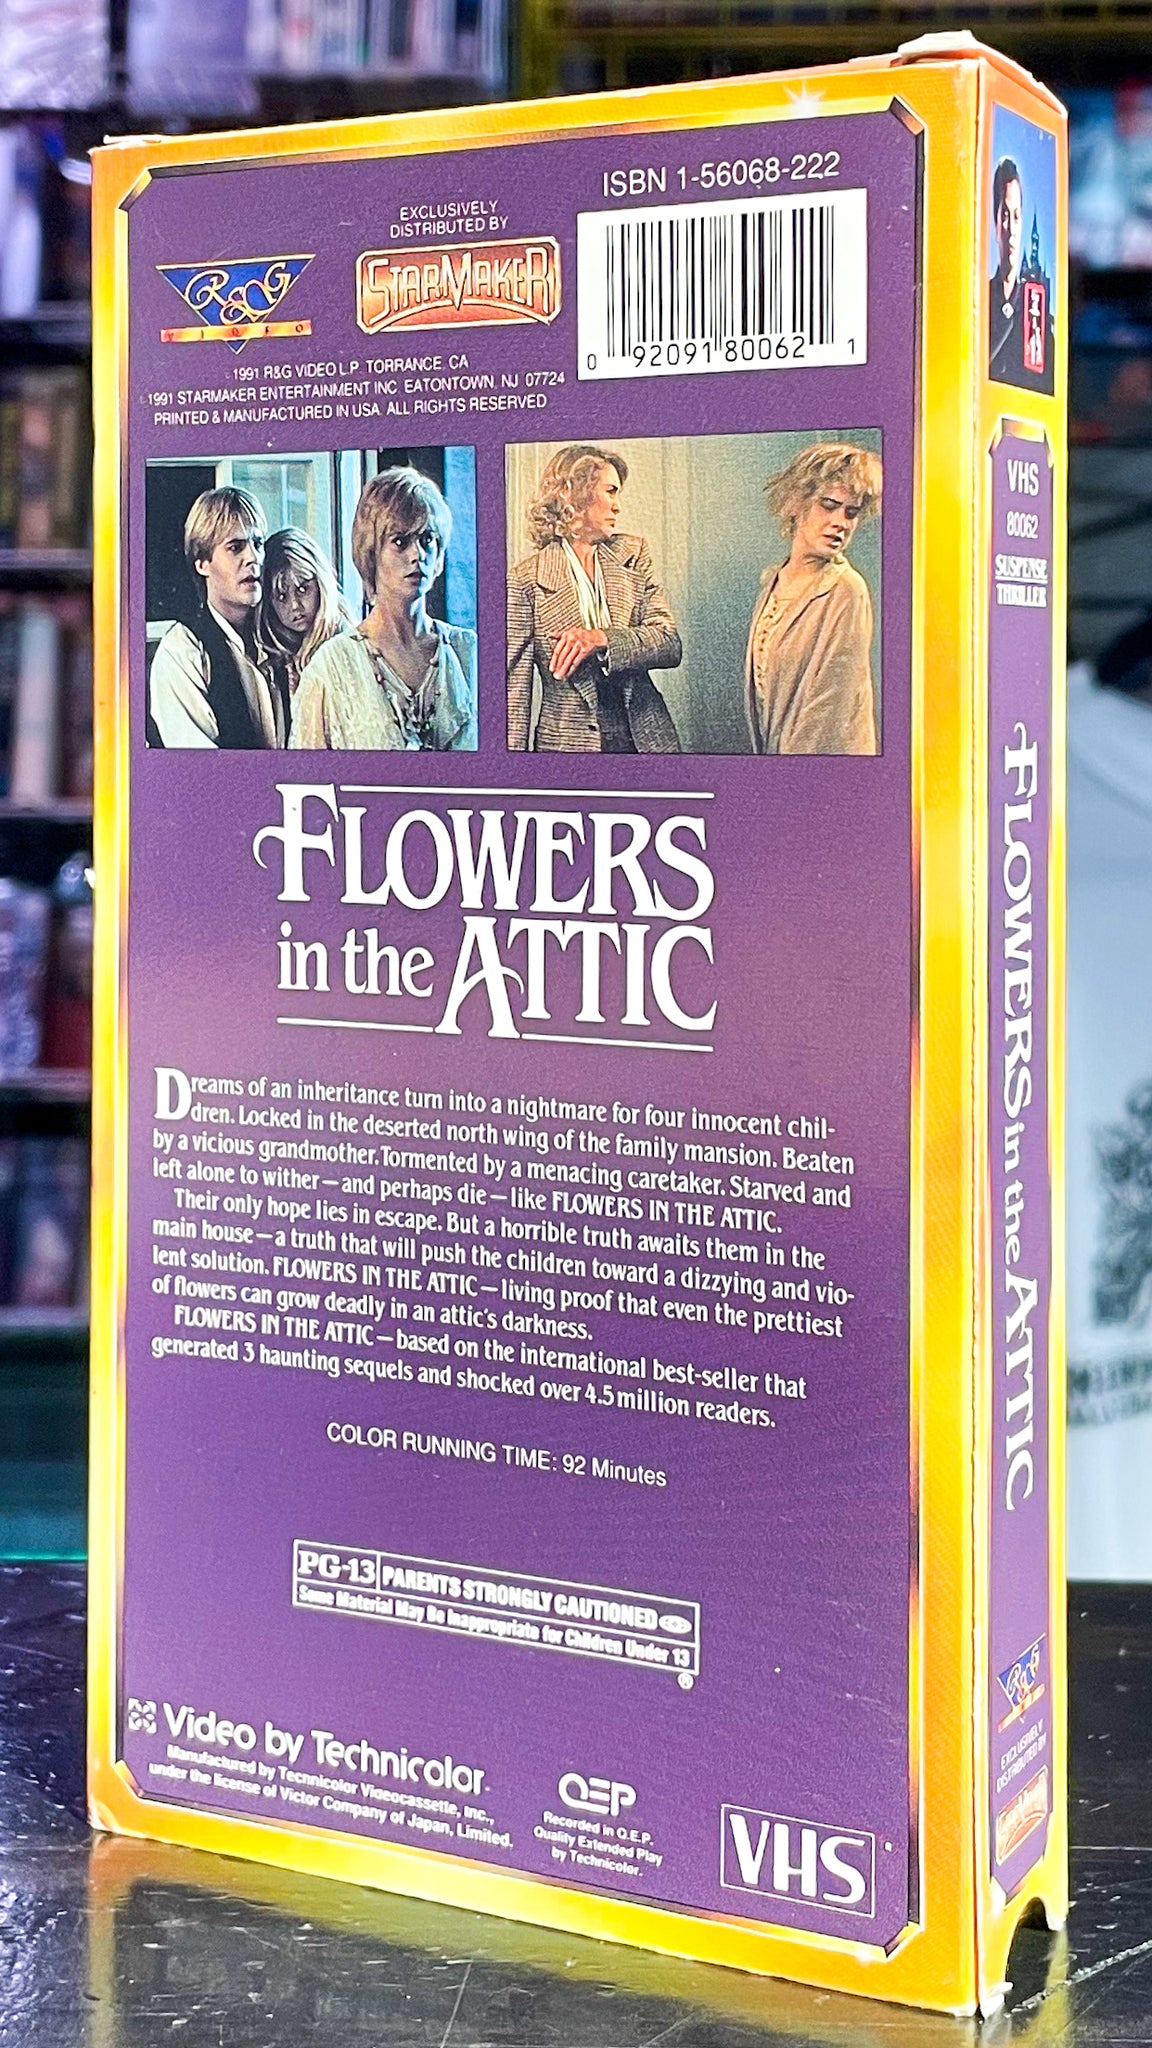 ISBN 1-56068-222
EXCLUSIVELY
DISTRIBUTED BY
R&G
VIDEO
STARMAKER
0 92091 80062 1
1991 R&G VIDEO L.P. TORRANCE, CA
1991 STARMAKER ENTERTAINMENT INC. EATONTOWN, NJ 07724
PRINTED & MANUFACTURED IN USA. ALL RIGHTS RESERVED
FLOWERS
in the ATTIC
Dreams of an inheritance turn into a nightmare for four innocent chil-
dren. Locked in the deserted north wing of the family mansion. Beaten
by a vicious grandmother. Tormented by a menacing caretaker. Starved and
left alone to wither—and perhaps die—like FLOWERS IN THE ATTIC.
Their only hope lies in escape. But a horrible truth awaits them in the
main house—a truth that will push the children toward a dizzying and vio-
lent solution. FLOWERS IN THE ATTIC—living proof that even the prettiest
of flowers can grow deadly in an attic's darkness.
FLOWERS IN THE ATTIC—based on the international best-seller that
generated 3 haunting sequels and shocked over 4.5 million readers.
COLOR RUNNING TIME: 92 Minutes
PG-13 PARENTS STRONGLY CAUTIONED
Some Material May Be Inappropriate for Children Under 13
®
Video by Technicolor
Manufactured by Technicolor Videocassette, Inc.,
under the license of Victor Company of Japan, Limited.
QEP
Recorded in Q.E.P.
Quality Extended Play
by Technicolor.
VHS
VHS
80062
SUSPENSE
THRILLER
FLOWERS in the ATTIC
R&G
EXCLUSIVELY
DISTRIBUTED BY
StarMaker